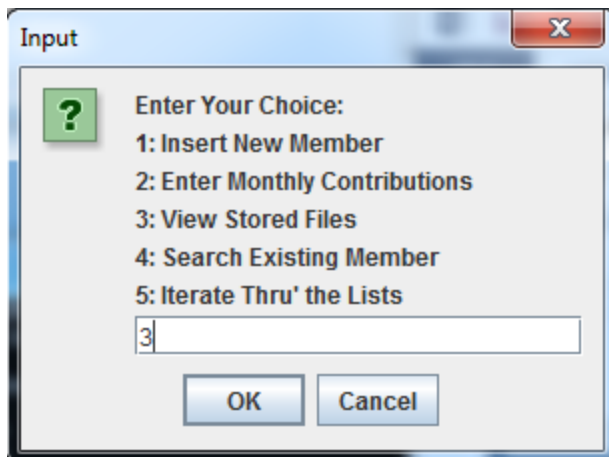 Input
Enter Your Choice:
1: Insert New Member
2: Enter Monthly Contributions
3: View Stored Files
4: Search Existing Member
5: Iterate Thru' the Lists
3
OK Cancel